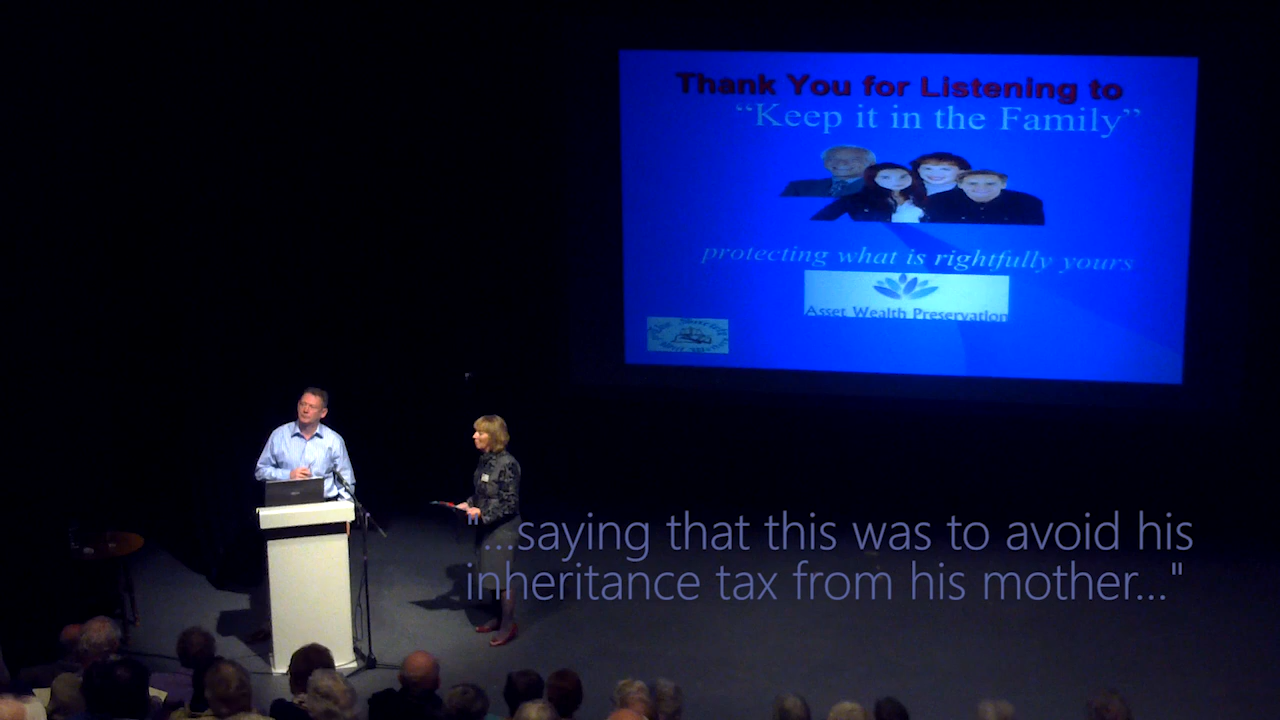 Thank You for Listening to
“Keep it in the Family”
protecting what is rightfully yours
Asset Wealth Preservation
"...saying that this was to avoid his
inheritance tax from his mother..."